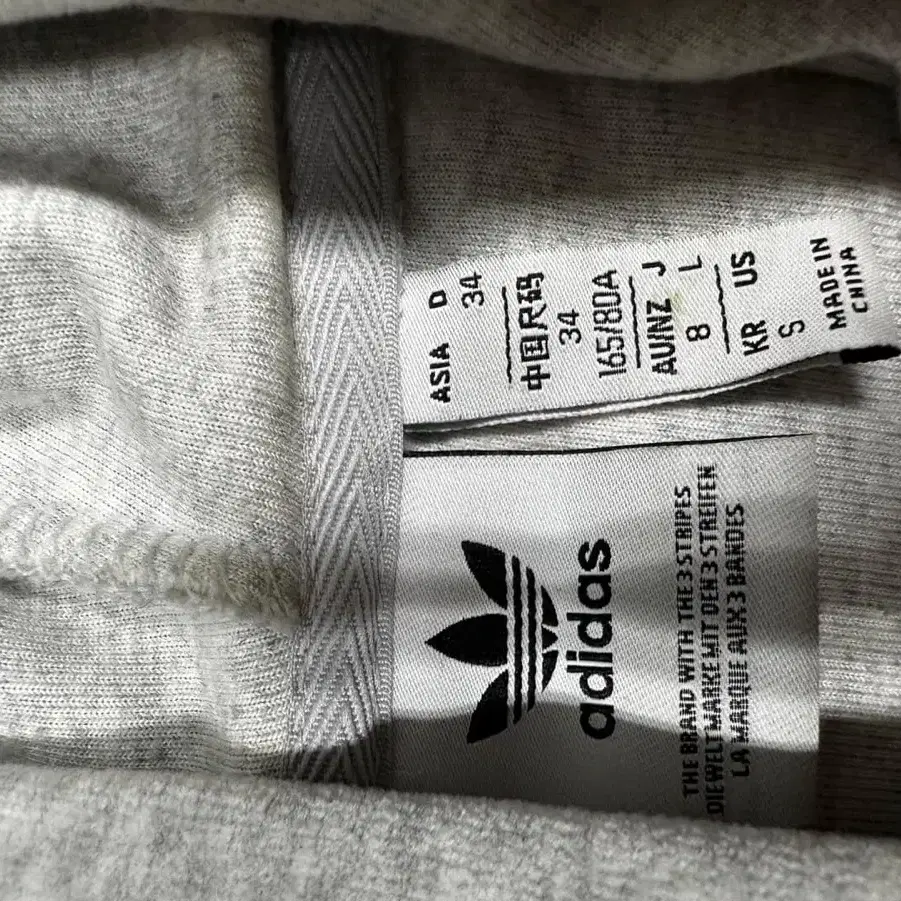 ASIA D
34
中国尺码
34
165/80A
AU/NZ J
8 L
KR US
S
MADE IN
CHINA
adidas
THE BRAND WITH THE 3 STRIPES
DIE WELTMARKE MIT DEN 3 STREIFEN
LA MARQUE AUX 3 BANDES